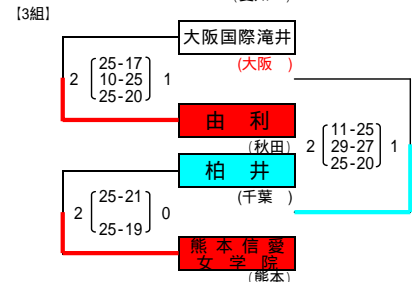 【3組】
大阪国際滝井
(大阪 )
2 25-17 1
10-25
25-20
由 利
(秋田)
2 11-25 1
29-27
25-20
柏 井
(千葉 )
2 25-21 0
25-19
熊本信愛
女学院
(熊本)